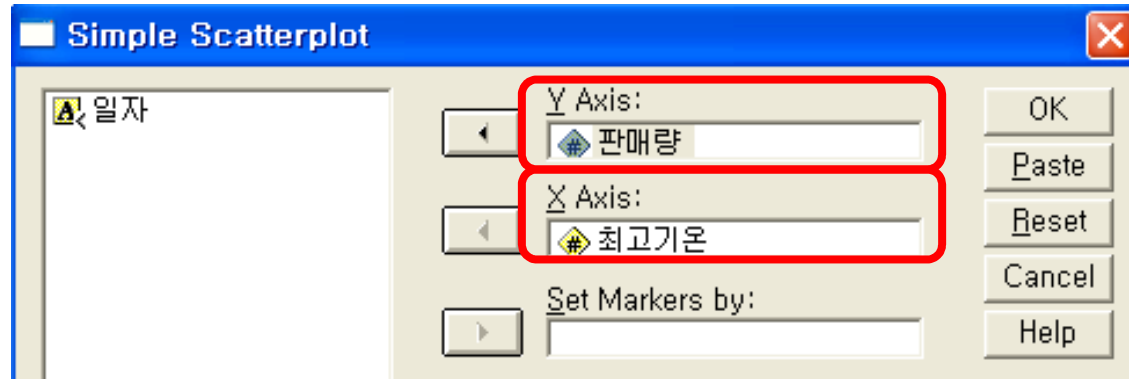 Simple Scatterplot
일자
Y Axis:
판매량
X Axis:
최고기온
Set Markers by:
OK
Paste
Reset
Cancel
Help